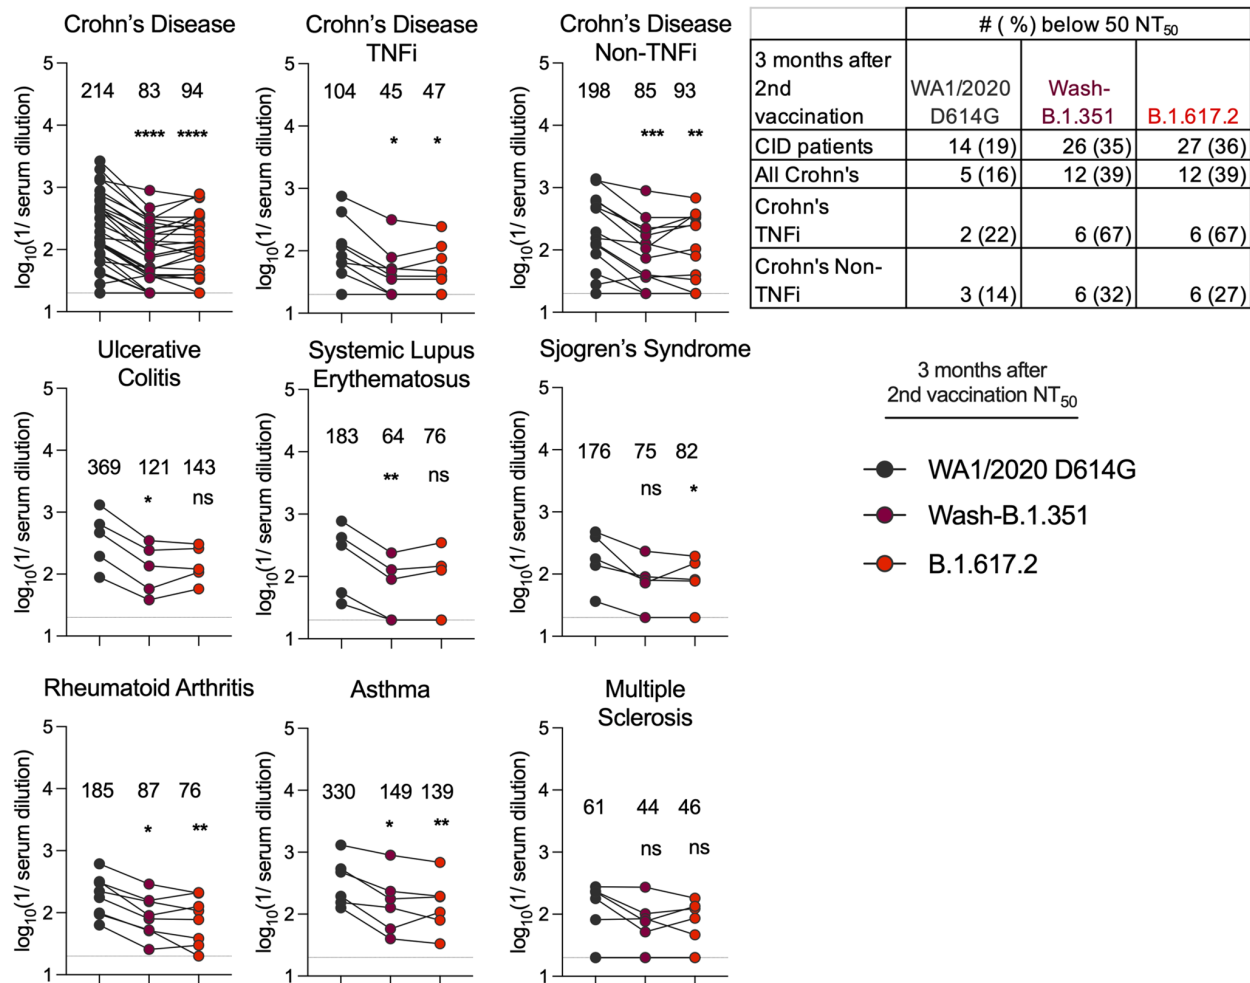 Crohn's Disease
5
4
3
2
1
log10(1/ serum dilution)
214 83 94
**** ****
Crohn's Disease
TNFi
5
4
3
2
1
log10(1/ serum dilution)
104 45 47
* *
Crohn's Disease
Non-TNFi
5
4
3
2
1
log10(1/ serum dilution)
198 85 93
*** **
# ( %) below 50 NT50
3 months after
2nd
vaccination
WA1/2020
D614G
Wash-
B.1.351
B.1.617.2
CID patients 14 (19) 26 (35) 27 (36)
All Crohn's 5 (16) 12 (39) 12 (39)
Crohn's
TNFi 2 (22) 6 (67) 6 (67)
Crohn's Non-
TNFi 3 (14) 6 (32) 6 (27)
Ulcerative
Colitis
5
4
3
2
1
log10(1/ serum dilution)
369 121 143
* ns
Systemic Lupus
Erythematosus
5
4
3
2
1
log10(1/ serum dilution)
183 64 76
** ns
Sjogren's Syndrome
5
4
3
2
1
log10(1/ serum dilution)
176 75 82
ns *
3 months after
2nd vaccination NT50
WA1/2020 D614G
Wash-B.1.351
B.1.617.2
Rheumatoid Arthritis
5
4
3
2
1
log10(1/ serum dilution)
185 87 76
* **
Asthma
5
4
3
2
1
log10(1/ serum dilution)
330 149 139
* **
Multiple
Sclerosis
5
4
3
2
1
log10(1/ serum dilution)
61 44 46
ns ns